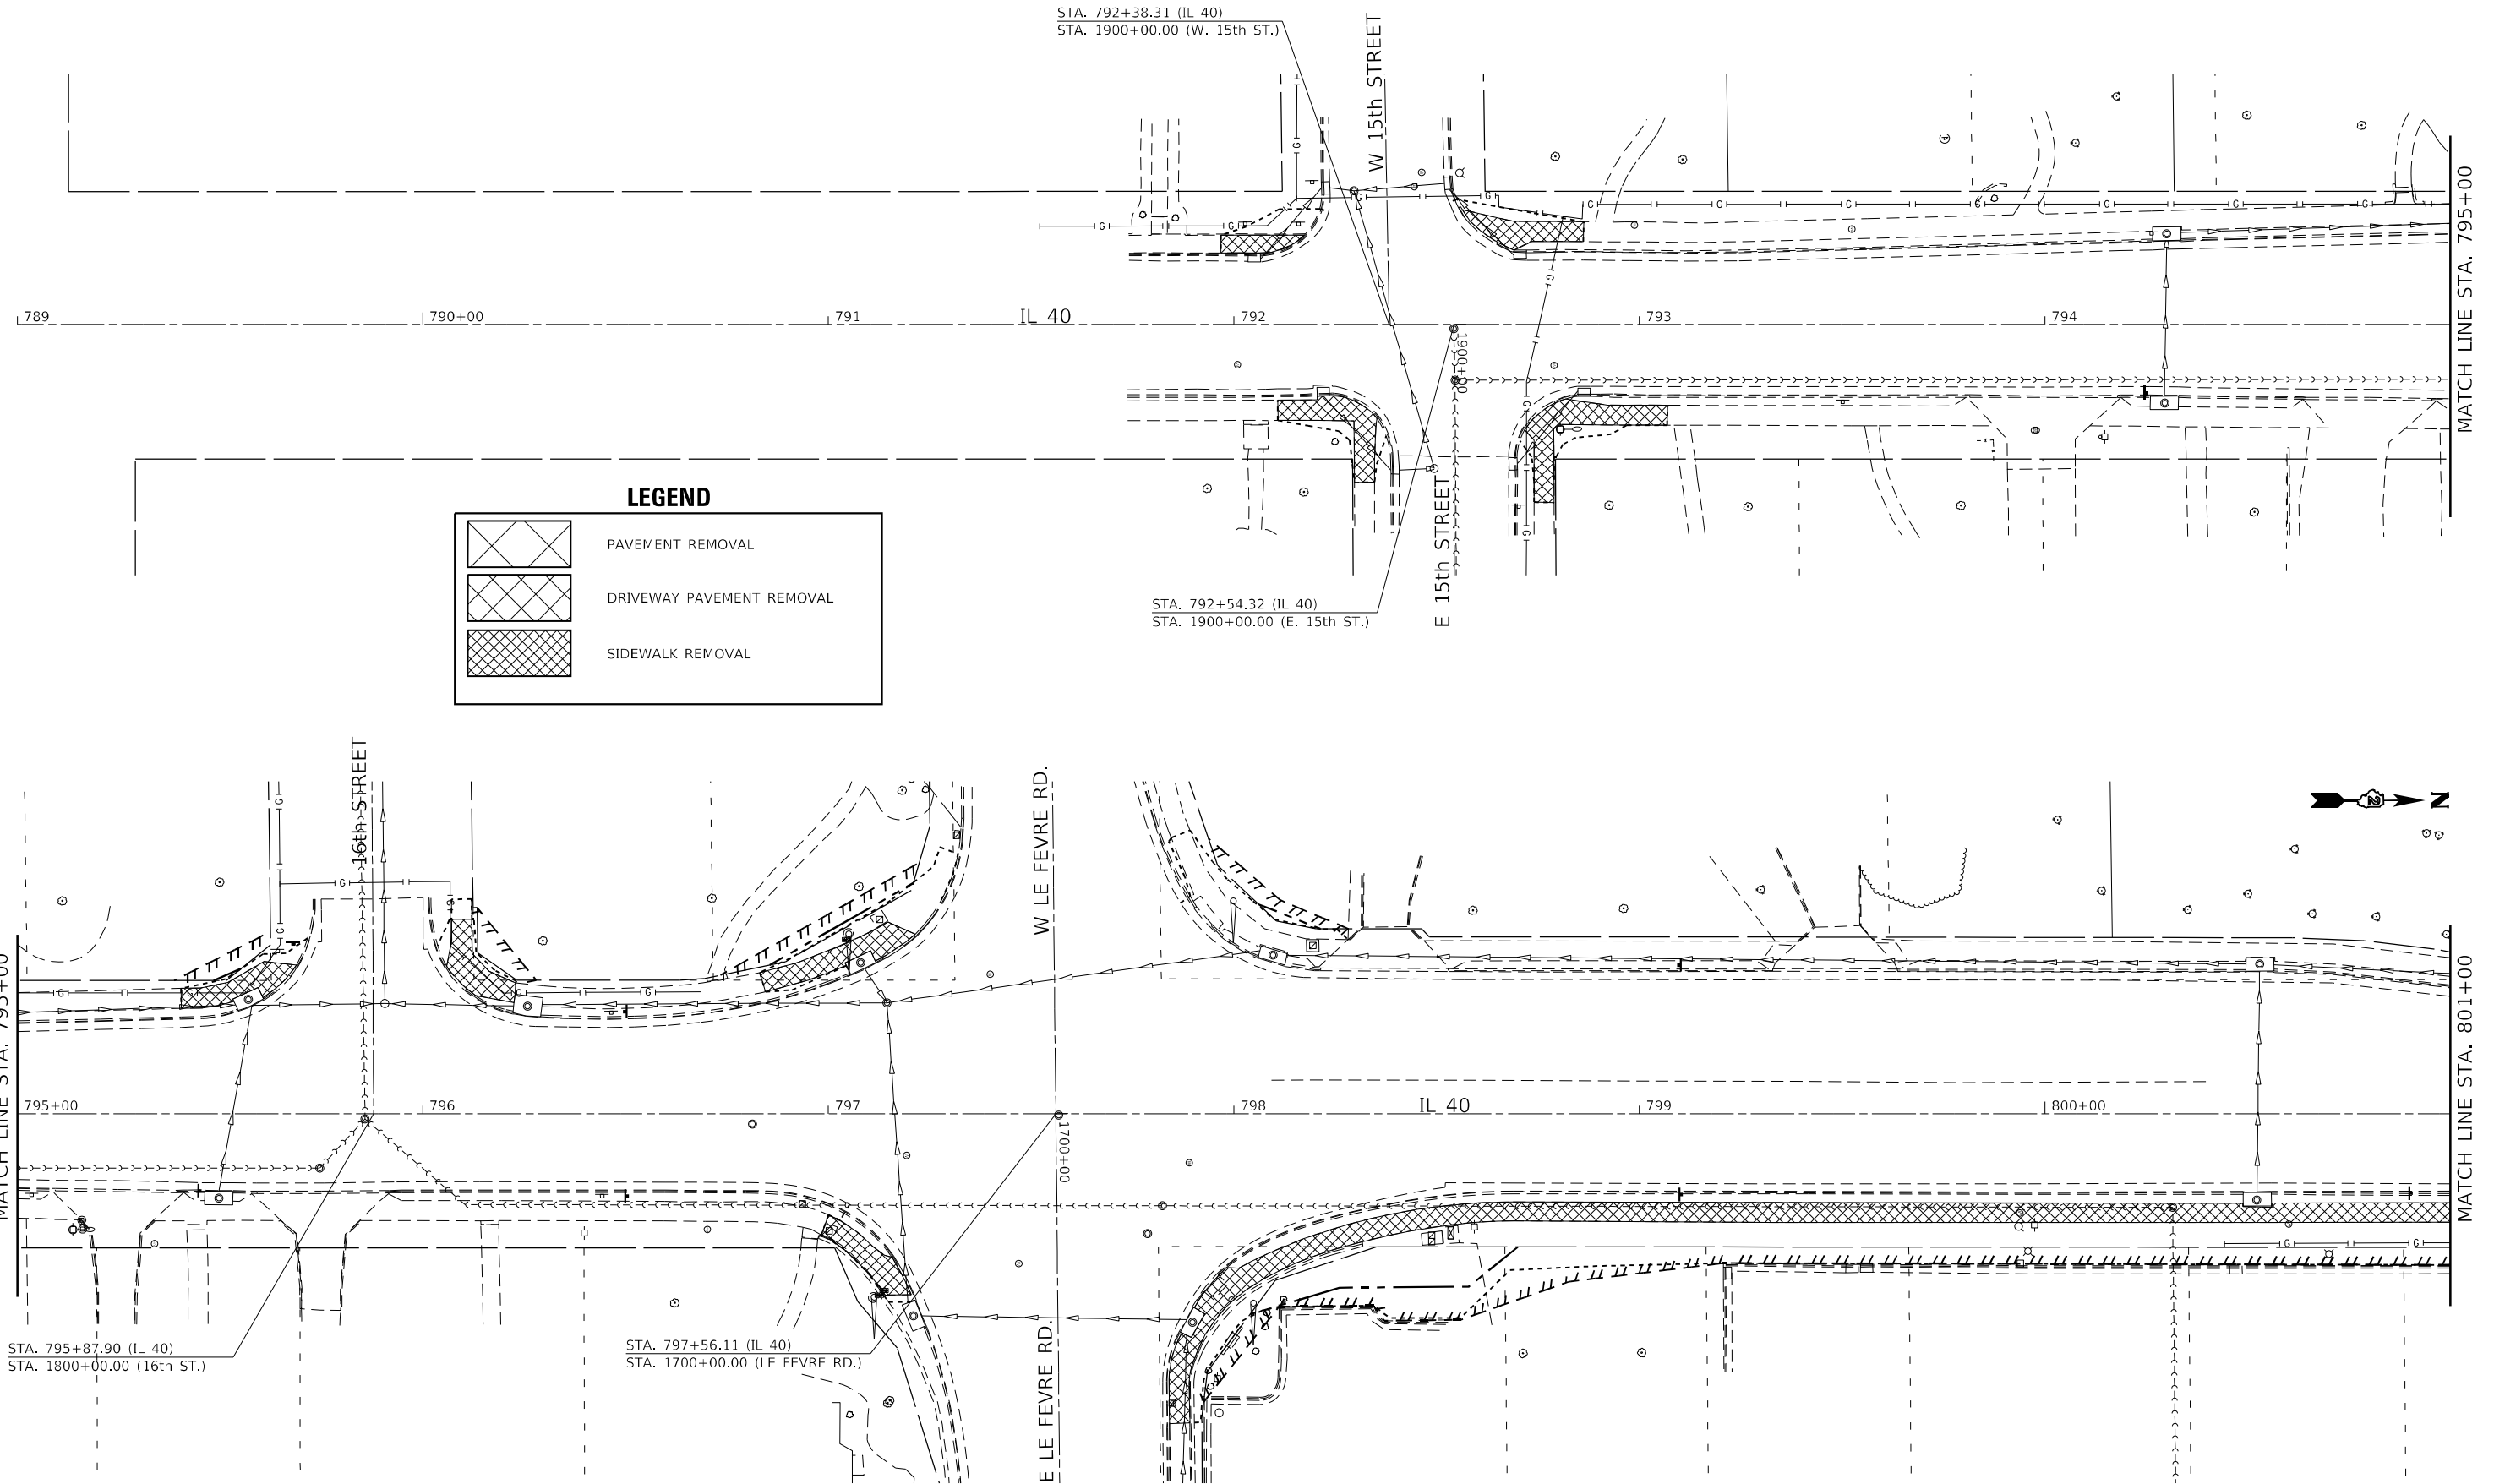 STA. 792+38.31 (IL 40)
STA. 1900+00.00 (W. 15th ST.)
W 15th STREET
G
G
G
G
G
G
G
G
G
G
G
G
G
789
790+00
791
IL 40
792
793
794
1900+00
G
G
MATCH LINE STA. 795+00
E 15th STREET
STA. 792+54.32 (IL 40)
STA. 1900+00.00 (E. 15th ST.)
LEGEND
PAVEMENT REMOVAL
DRIVEWAY PAVEMENT REMOVAL
SIDEWALK REMOVAL
16th STREET
W LE FEVRE RD.
N
G
G
G
G
G
G
G
G
MATCH LINE STA. 795+00
795+00
796
797
798
IL 40
799
800+00
1700+00
MATCH LINE STA. 801+00
G
G
STA. 795+87.90 (IL 40)
STA. 1800+00.00 (16th ST.)
STA. 797+56.11 (IL 40)
STA. 1700+00.00 (LE FEVRE RD.)
E LE FEVRE RD.